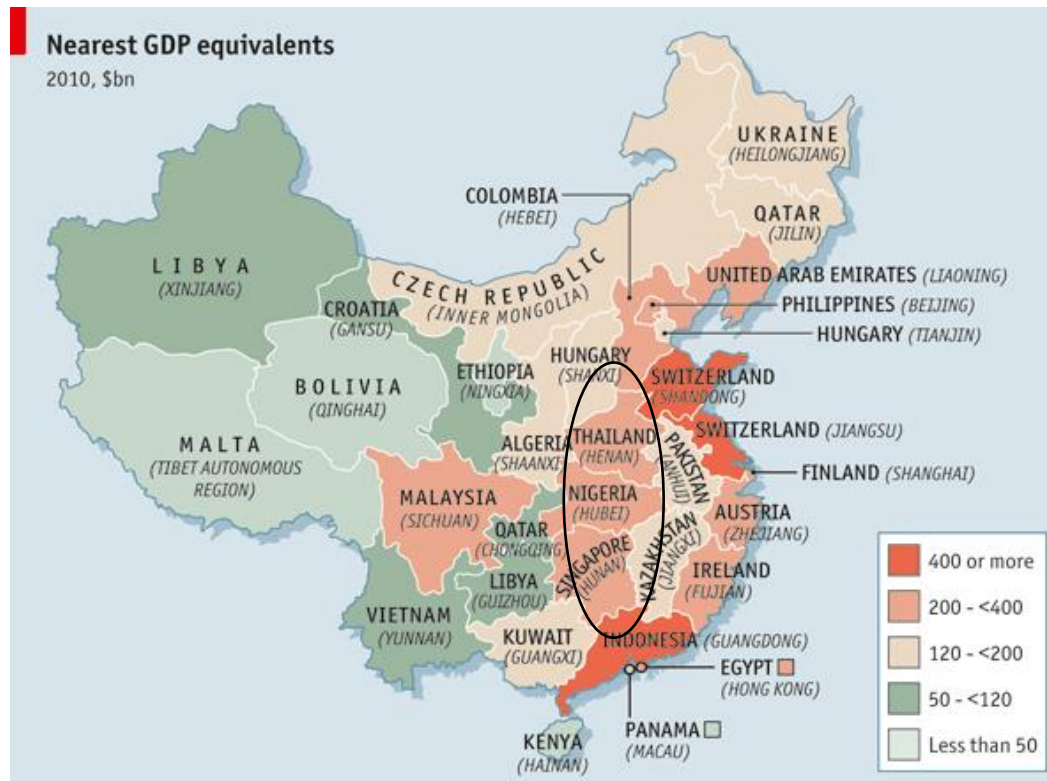 Nearest GDP equivalents
2010, $bn
UKRAINE
(HEILONGJIANG)
COLOMBIA
(HEBEI)
QATAR
(JILIN)
LIBYA
(XINJIANG)
CZECH REPUBLIC
(INNER MONGOLIA)
UNITED ARAB EMIRATES (LIAONING)
CROATIA
(GANSU)
PHILIPPINES (BEIJING)
HUNGARY (TIANJIN)
HUNGARY
(SHANXI)
ETHIOPIA
(NINGXIA)
SWITZERLAND
(SHANDONG)
BOLIVIA
(QINGHAI)
SWITZERLAND (JIANGSU)
MALTA
(TIBET AUTONOMOUS
REGION)
ALGERIA
(SHAANXI)
THAILAND
(HENAN)
PAKISTAN
(ANHUI)
FINLAND (SHANGHAI)
MALAYSIA
(SICHUAN)
NIGERIA
(HUBEI)
AUSTRIA
(ZHEJIANG)
QATAR
(CHONGQING)
SINGAPORE
(HUNAN)
KAZAKHSTAN
(JIANGXI)
IRELAND
(FUJIAN)
LIBYA
(GUIZHOU)
VIETNAM
(YUNNAN)
KUWAIT
(GUANGXI)
INDONESIA (GUANGDONG)
EGYPT
(HONG KONG)
PANAMA
(MACAU)
KENYA
(HAINAN)
400 or more
200 - <400
120 - <200
50 - <120
Less than 50